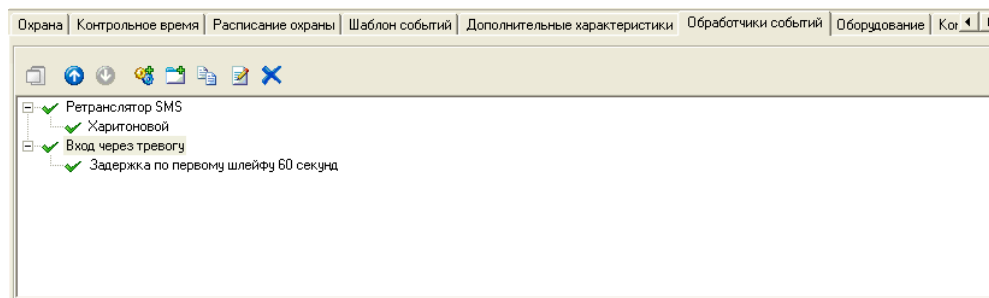 Охрана Контрольное время Расписание охраны Шаблон событий Дополнительные характеристики Обработчики событий Оборудование
Ретранслятор SMS
Харитоновой
Вход через тревогу
Задержка по первому шлейфу 60 секунд